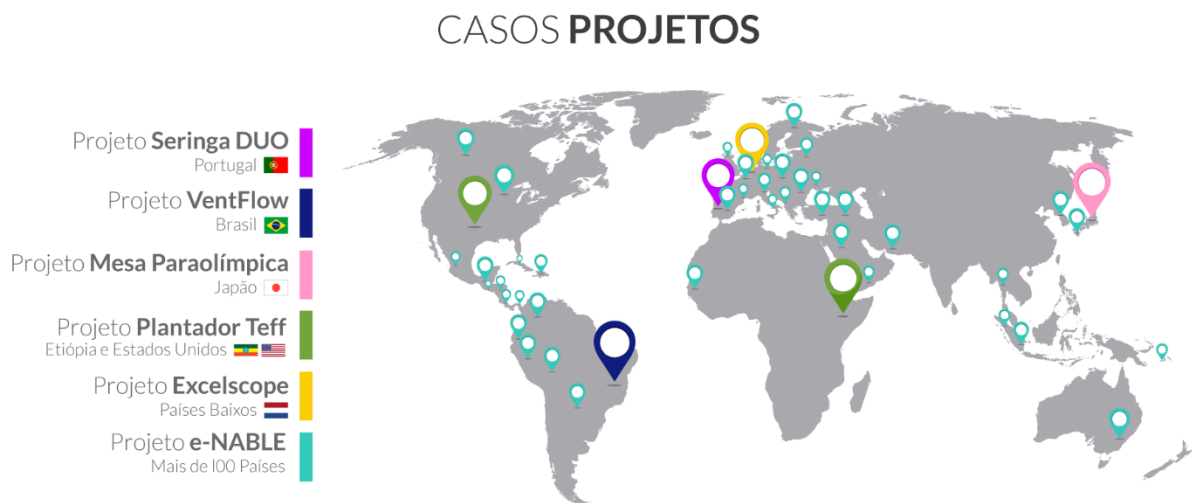 CASOS PROJETOS
Projeto Seringa DUO
Portugal
Projeto VentFlow
Brasil
Projeto Mesa Paraolímpica
Japão
Projeto Plantador Teff
Etiópia e Estados Unidos
Projeto Excelscope
Países Baixos
Projeto e-NABLE
Mais de 100 Países